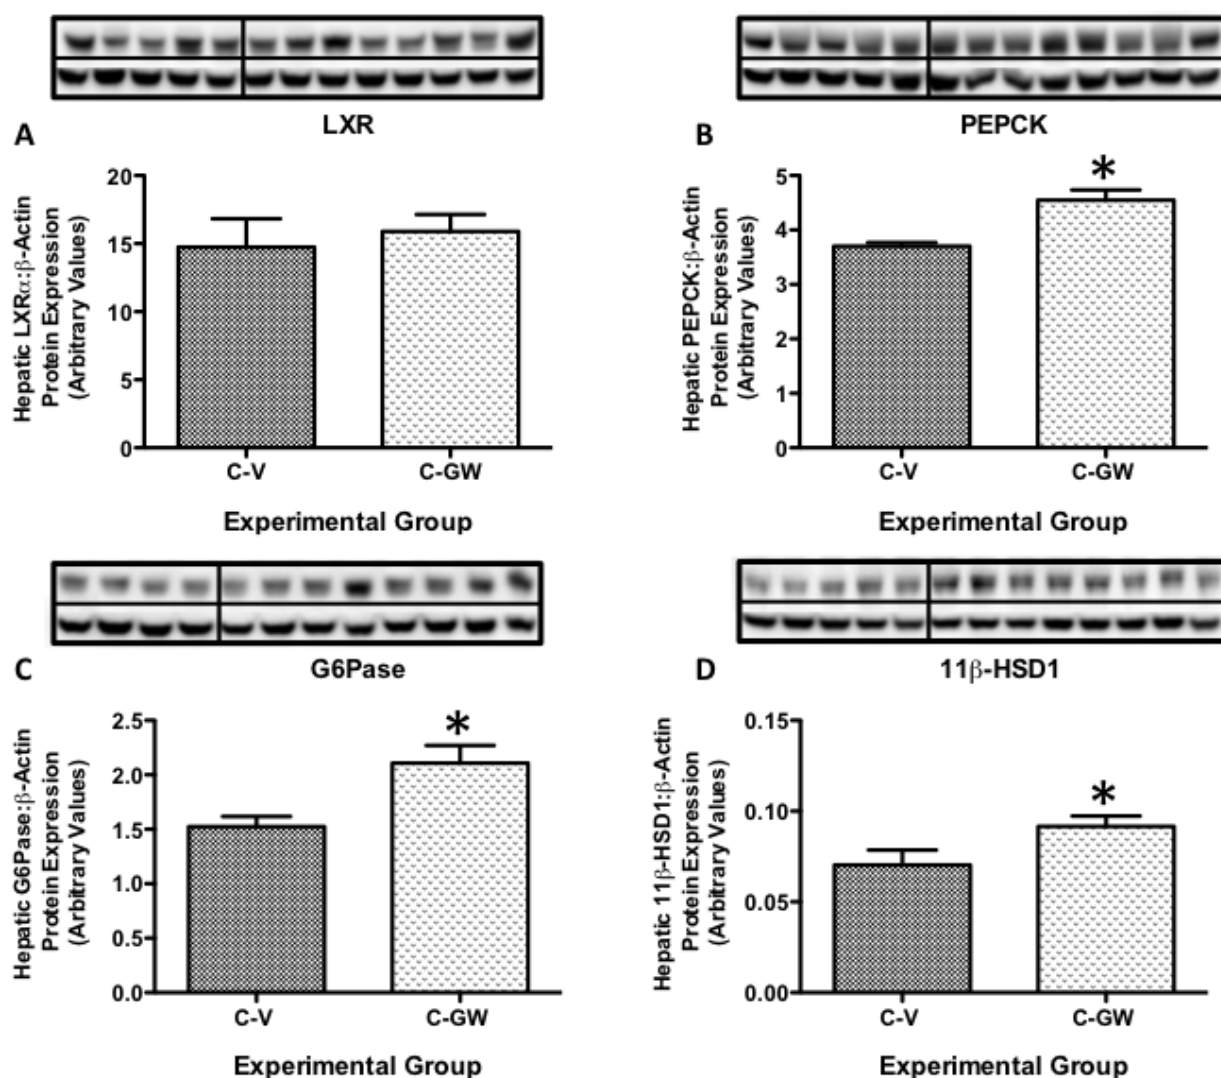 LXR
A
Hepatic LXRα:β-Actin
Protein Expression
(Arbitrary Values)
20
15
10
5
0
C-V
C-GW
Experimental Group
PEPCK
B
*
Hepatic PEPCK:β-Actin
Protein Expression
(Arbitrary Values)
5
4
3
2
1
0
C-V
C-GW
Experimental Group
G6Pase
C
*
Hepatic G6Pase:β-Actin
Protein Expression
(Arbitrary Values)
2.5
2.0
1.5
1.0
0.5
0.0
C-V
C-GW
Experimental Group
11β-HSD1
D
*
Hepatic 11β-HSD1:β-Actin
Protein Expression
(Arbitrary Values)
0.15
0.10
0.05
0.00
C-V
C-GW
Experimental Group